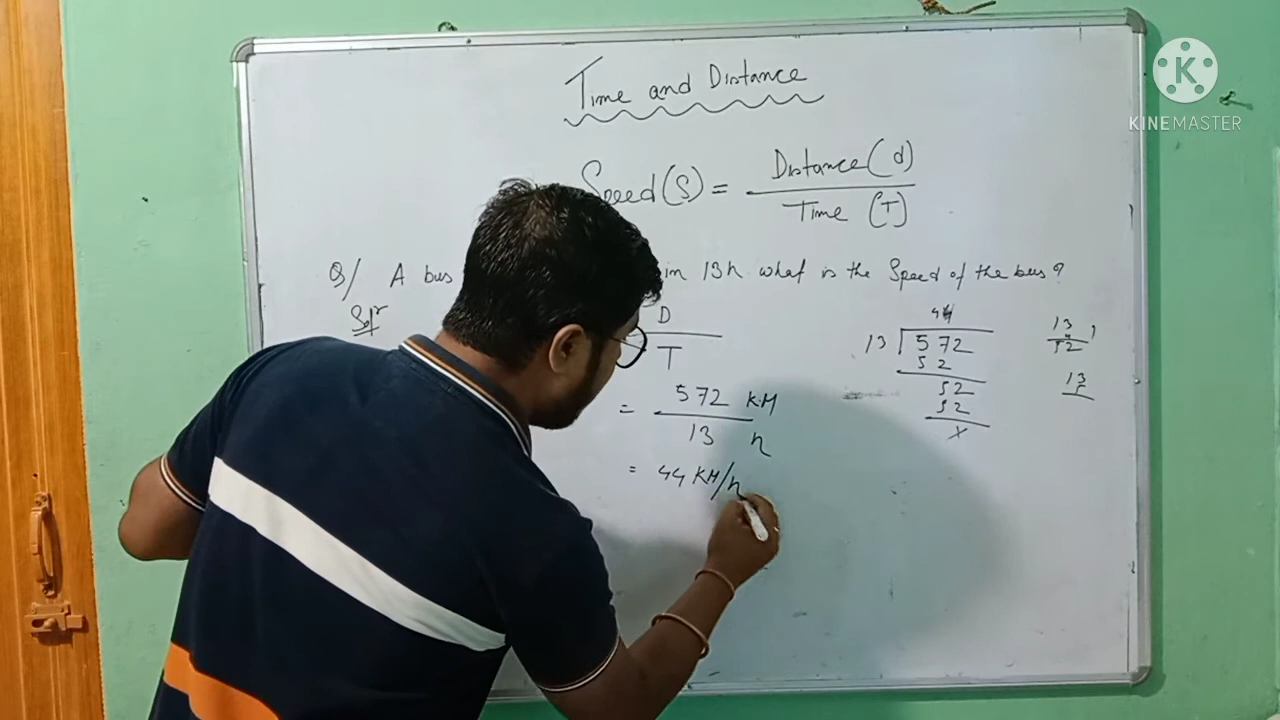 Time and Distance
Speed (S) = Distance (d) / Time (T)
Q/ A bus in 13h what is the Speed of the bus?
Solⁿ
D
T
= 572 KM / 13 h
= 44 KM/h
44
13 572
52
52
52
x
13
4
52
13
K
KINEMASTER